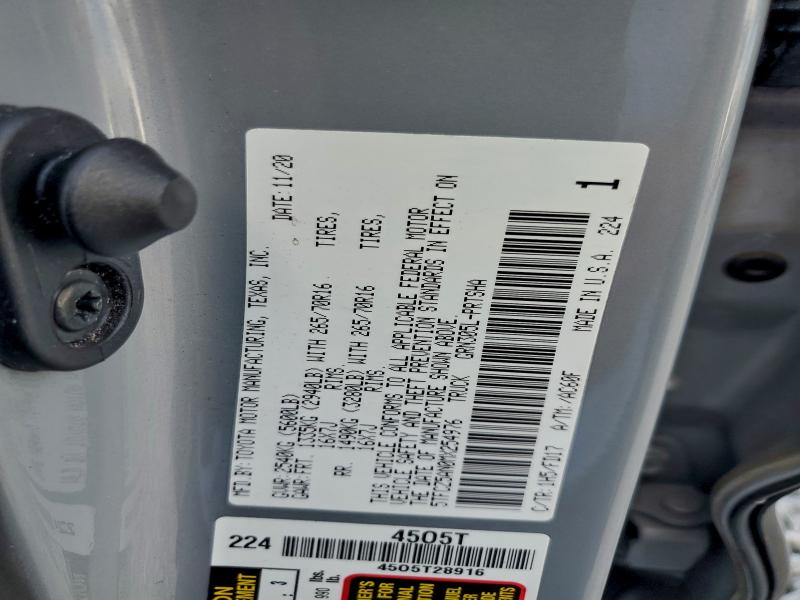 MFD.BY:TOYOTA MOTOR MANUFACTURING, TEXAS, INC. DATE:11/20
GVWR:2540KG (5600LB)
GAWR:FRT. 1335KG (2940LB) WITH 265/70R16 TIRES,
16X7J RIMS,
RR. 1490KG (3280LB) WITH 265/70R16 TIRES,
16X7J RIMS,
THIS VEHICLE CONFORMS TO ALL APPLICABLE FEDERAL MOTOR
VEHICLE SAFETY AND THEFT PREVENTION STANDARDS IN EFFECT ON
THE DATE OF MANUFACTURE SHOWN ABOVE.
TRUCK
C/TR:1H5/FD17 A/TM:/AC60F MADE IN U.S.A. 224
1
224
4505T
4505T28916
: 3
lbs.
lb.